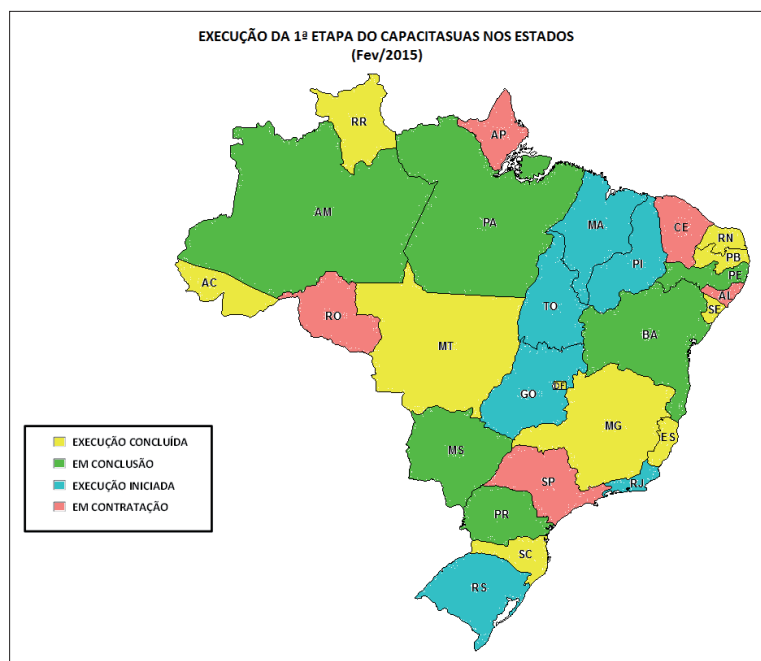 EXECUÇÃO DA 1ª ETAPA DO CAPACITASUAS NOS ESTADOS
(Fev/2015)
RR
AP
AM
PA
MA
CE
RN
PB
PI
PE
AL
SE
AC
RO
TO
BA
MT
DF
GO
MG
ES
MS
SP
RJ
PR
SC
RS
EXECUÇÃO CONCLUÍDA
EM CONCLUSÃO
EXECUÇÃO INICIADA
EM CONTRATAÇÃO